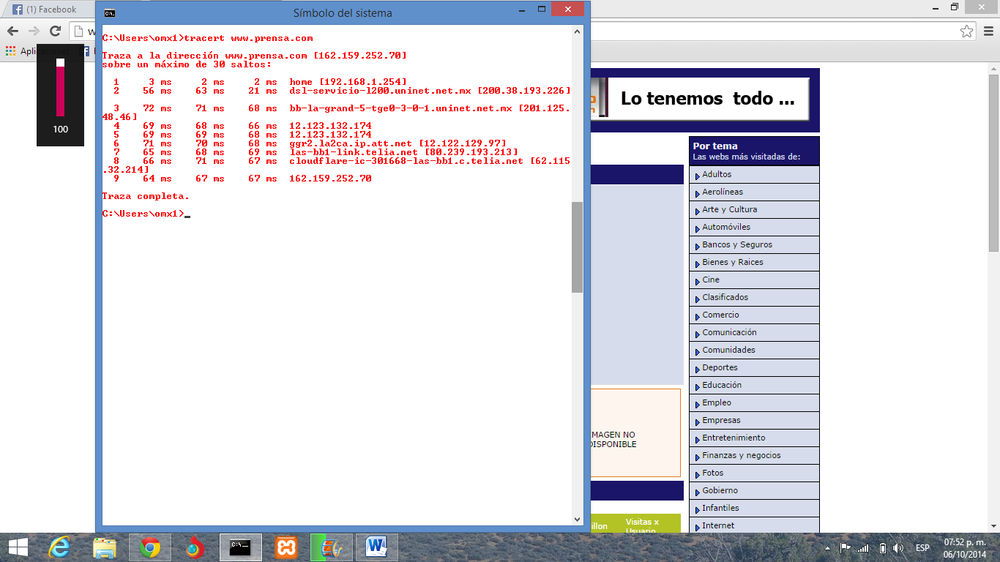 (1) Facebook
Símbolo del sistema
C:\Users\omx1>tracert www.prensa.com
Traza a la dirección www.prensa.com [162.159.252.70]
sobre un máximo de 30 saltos:
1 3 ms 2 ms 2 ms home [192.168.1.254]
2 56 ms 63 ms 21 ms dsl-servicio-l200.uninet.net.mx [200.38.193.226]
3 72 ms 71 ms 68 ms bb-la-grand-5-tge0-3-0-1.uninet.net.mx [201.125.
48.46]
4 69 ms 68 ms 66 ms 12.123.132.174
5 69 ms 69 ms 68 ms 12.123.132.174
6 71 ms 70 ms 68 ms ggr2.la2ca.ip.att.net [12.122.129.97]
7 65 ms 68 ms 69 ms las-bb1-link.telia.net [80.239.193.213]
8 66 ms 71 ms 67 ms cloudflare-ic-301668-las-bb1.c.telia.net [62.115
.32.214]
9 64 ms 67 ms 67 ms 162.159.252.70
Traza completa.
C:\Users\omx1>
100
Lo tenemos todo ...
Por tema
Las webs más visitadas de:
Adultos
Aerolíneas
Arte y Cultura
Automóviles
Bancos y Seguros
Bienes y Raices
Cine
Clasificados
Comercio
Comunicación
Comunidades
Deportes
Educación
Empleo
Empresas
Entretenimiento
Finanzas y negocios
Fotos
Gobierno
Infantiles
Internet
IMAGEN NO
DISPONIBLE
Visitas x
Usuario
ESP
07:52 p. m.
06/10/2014